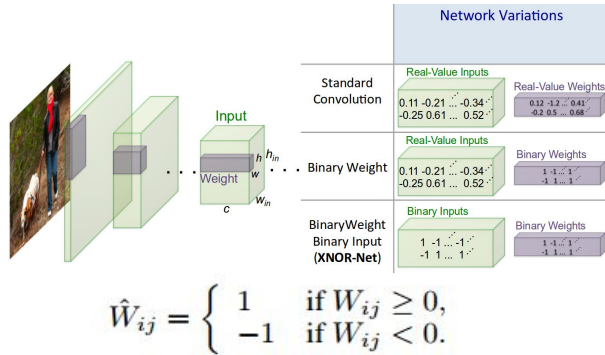 Network Variations
Input
h
h_in
w
Weight
w_in
c
. . .
. . .
Standard Convolution
Real-Value Inputs
0.11 -0.21 ... -0.34
-0.25 0.61 ... 0.52
Real-Value Weights
0.12 -1.2 ... 0.41
-0.2 0.5 ... 0.68
Binary Weight
Real-Value Inputs
0.11 -0.21 ... -0.34
-0.25 0.61 ... 0.52
Binary Weights
1 -1 ... 1
-1 1 ... 1
BinaryWeight
Binary Input
(XNOR-Net)
Binary Inputs
1 -1 ... -1
-1 1 ... 1
Binary Weights
1 -1 ... 1
-1 1 ... 1
Ŵ_ij = { 1 if W_ij ≥ 0,
−1 if W_ij < 0.